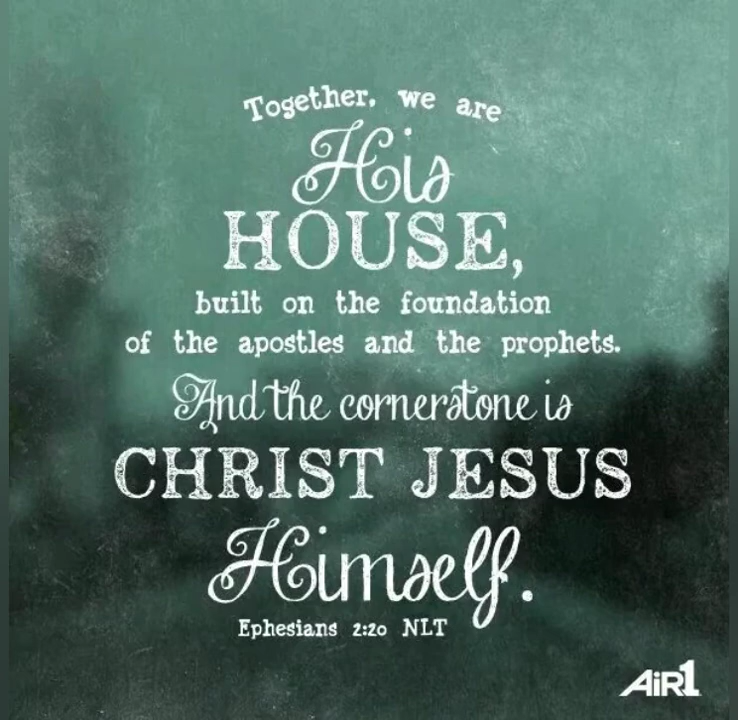 Together, we are
His
HOUSE,
built on the foundation
of the apostles and the prophets.
And the cornerstone is
CHRIST JESUS
Himself.
Ephesians 2:20 NLT
AiR1